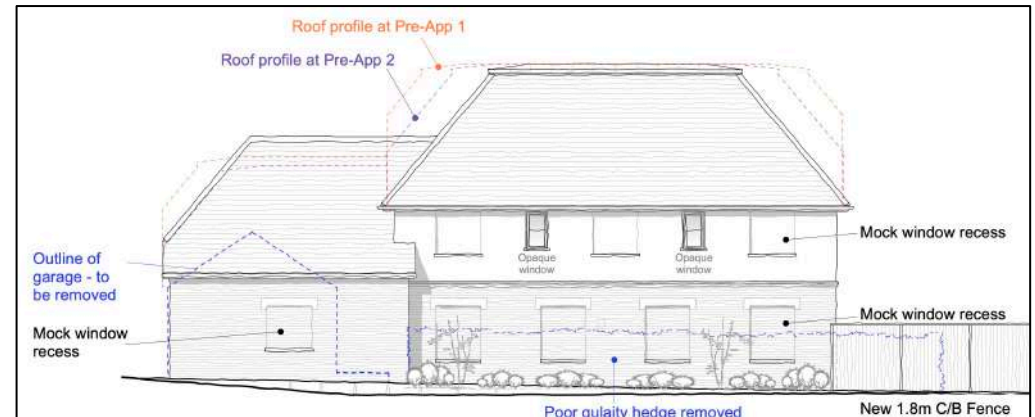 Roof profile at Pre-App 1
Roof profile at Pre-App 2
Mock window recess
Opaque
window
Opaque
window
Outline of
garage - to
be removed
Mock window
recess
Mock window recess
Poor qulaity hedge removed
New 1.8m C/B Fence